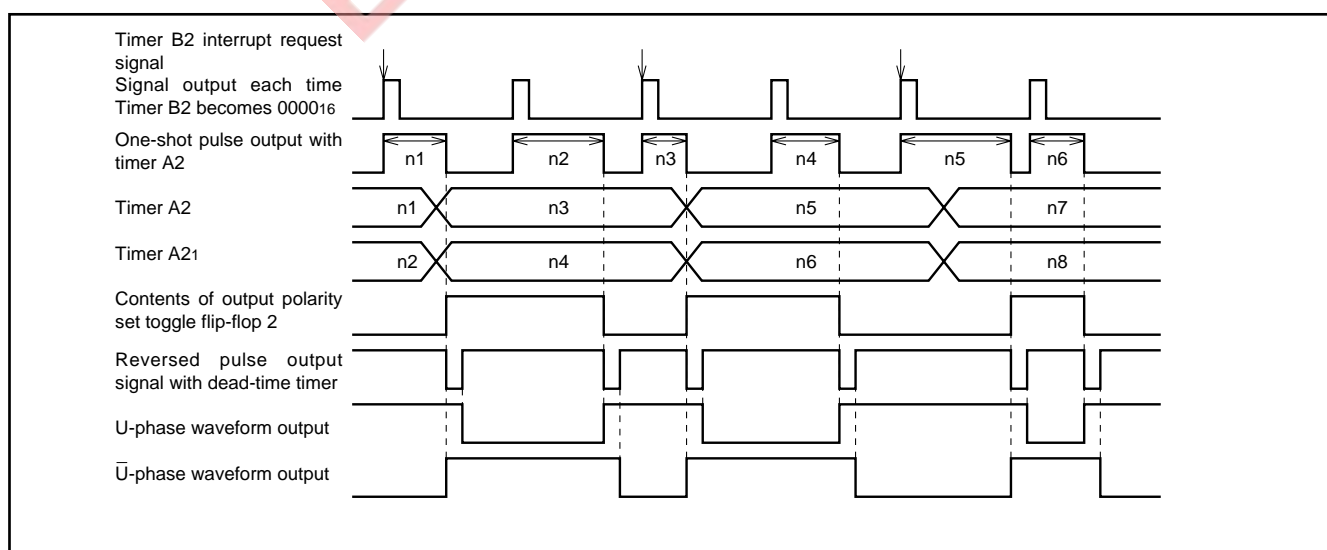 Timer B2 interrupt request
signal
Signal output each time
Timer B2 becomes 000016
One-shot pulse output with
timer A2
n1 n2 n3 n4 n5 n6
Timer A2
n1 n3 n5 n7
Timer A21
n2 n4 n6 n8
Contents of output polarity
set toggle flip-flop 2
Reversed pulse output
signal with dead-time timer
U-phase waveform output
U̅-phase waveform output